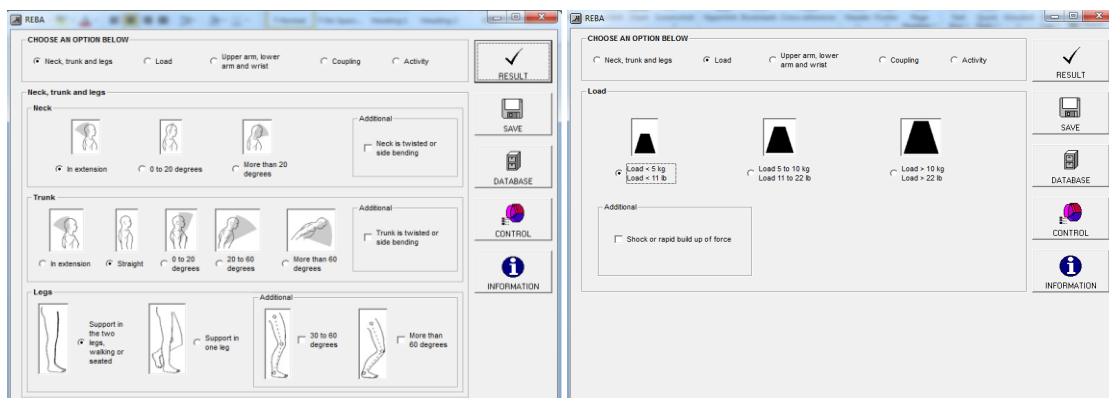 REBA
CHOOSE AN OPTION BELOW
Neck, trunk and legs
Load
Upper arm, lower
arm and wrist
Coupling
Activity
RESULT
SAVE
DATABASE
CONTROL
INFORMATION
Neck, trunk and legs
Neck
In extension
0 to 20 degrees
More than 20
degrees
Additional
Neck is twisted or
side bending
Trunk
In extension
Straight
0 to 20
degrees
20 to 60
degrees
More than 60
degrees
Additional
Trunk is twisted or
side bending
Legs
Support in
the two
legs,
walking or
seated
Support in
one leg
Additional
30 to 60
degrees
More than
60 degrees
REBA
CHOOSE AN OPTION BELOW
Neck, trunk and legs
Load
Upper arm, lower
arm and wrist
Coupling
Activity
RESULT
SAVE
DATABASE
CONTROL
INFORMATION
Load
Load < 5 kg
Load < 11 lb
Load 5 to 10 kg
Load 11 to 22 lb
Load > 10 kg
Load > 22 lb
Additional
Shock or rapid build up of force